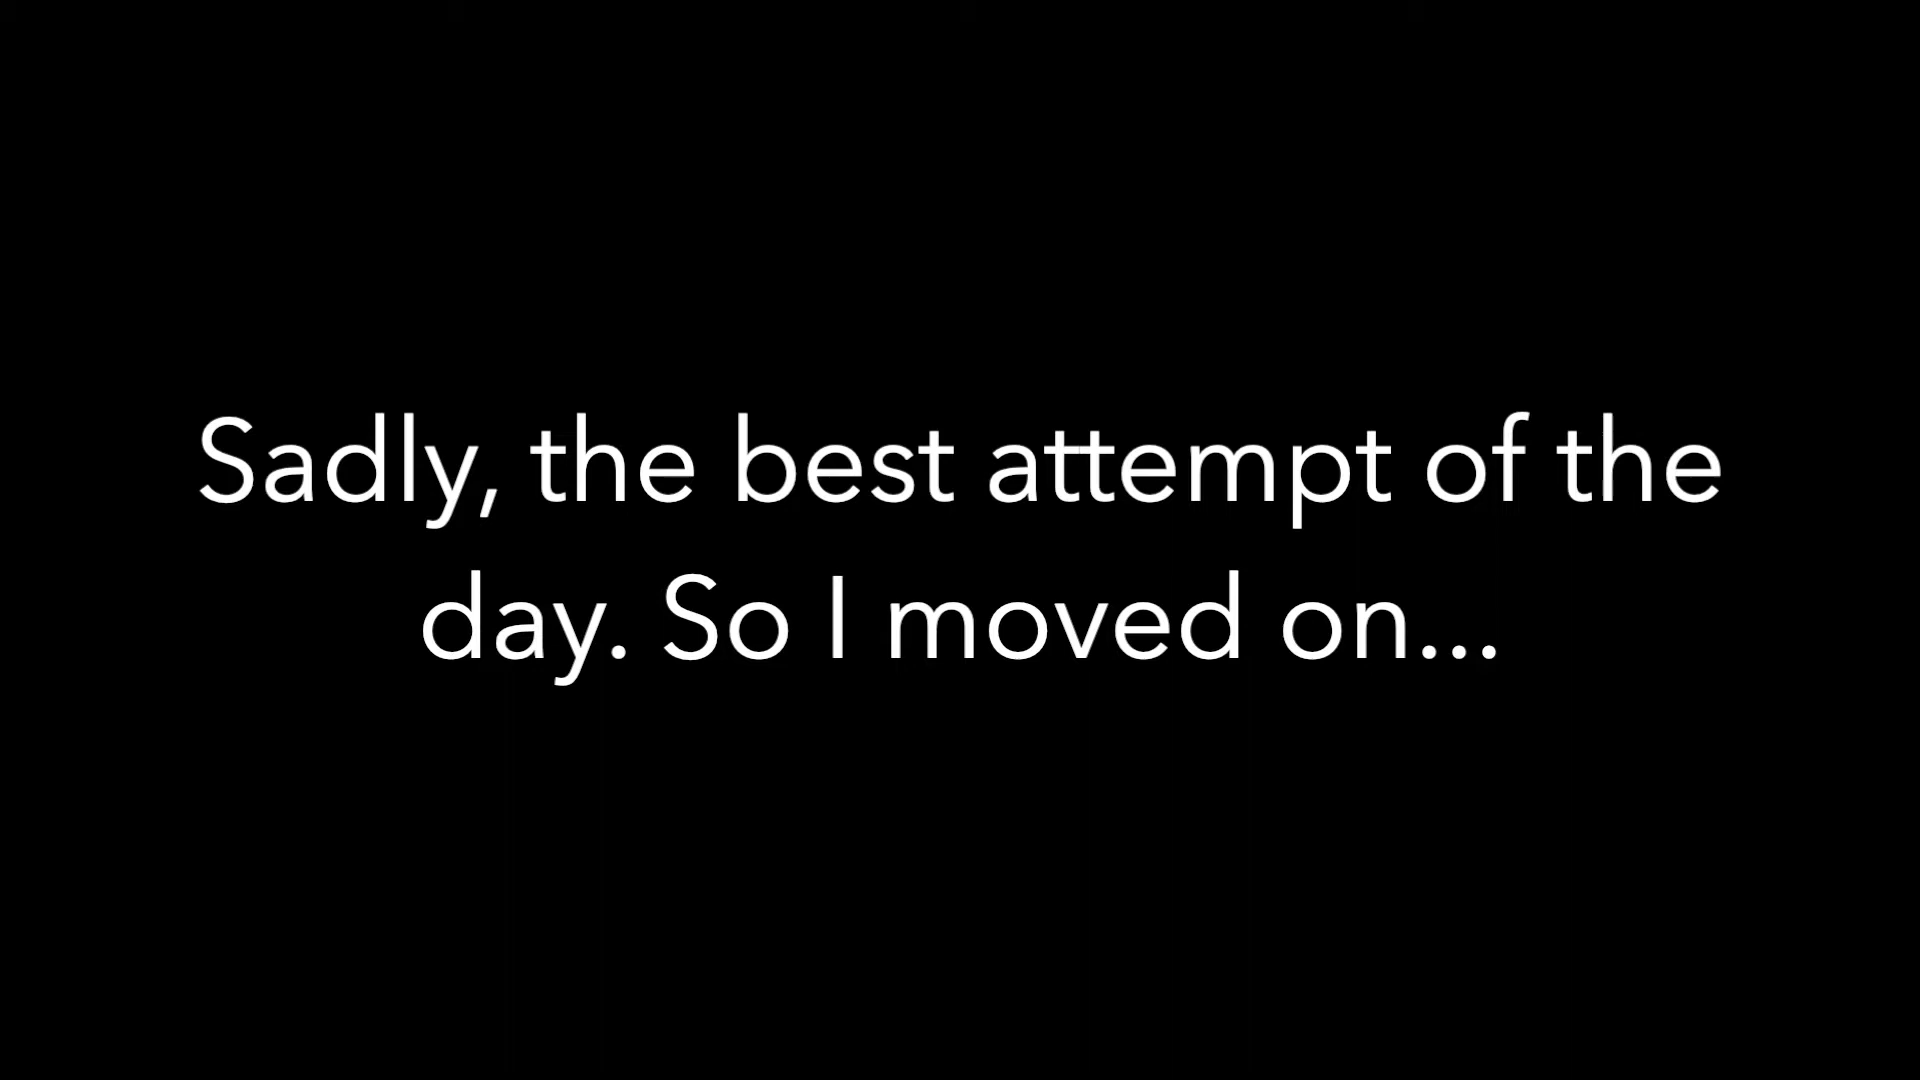 Sadly, the best attempt of the
day. So I moved on...